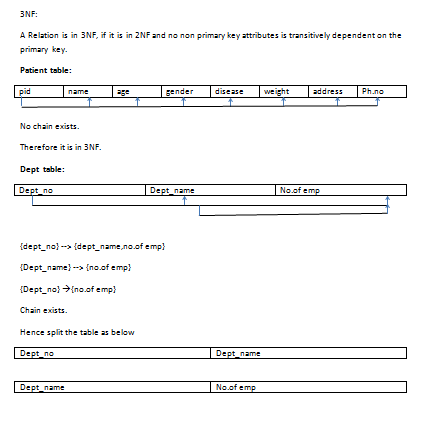 3NF:
A Relation is in 3NF, if it is in 2NF and no non primary key attributes is transitively dependent on the
primary key.
Patient table:
pid name age gender disease weight address Ph.no
No chain exists.
Therefore it is in 3NF.
Dept table:
Dept_no Dept_name No.of emp
{dept_no} --> {dept_name,no.of emp}
{Dept_name} --> {no.of emp}
{Dept_no} →{no.of emp}
Chain exists.
Hence split the table as below
Dept_no Dept_name
Dept_name No.of emp